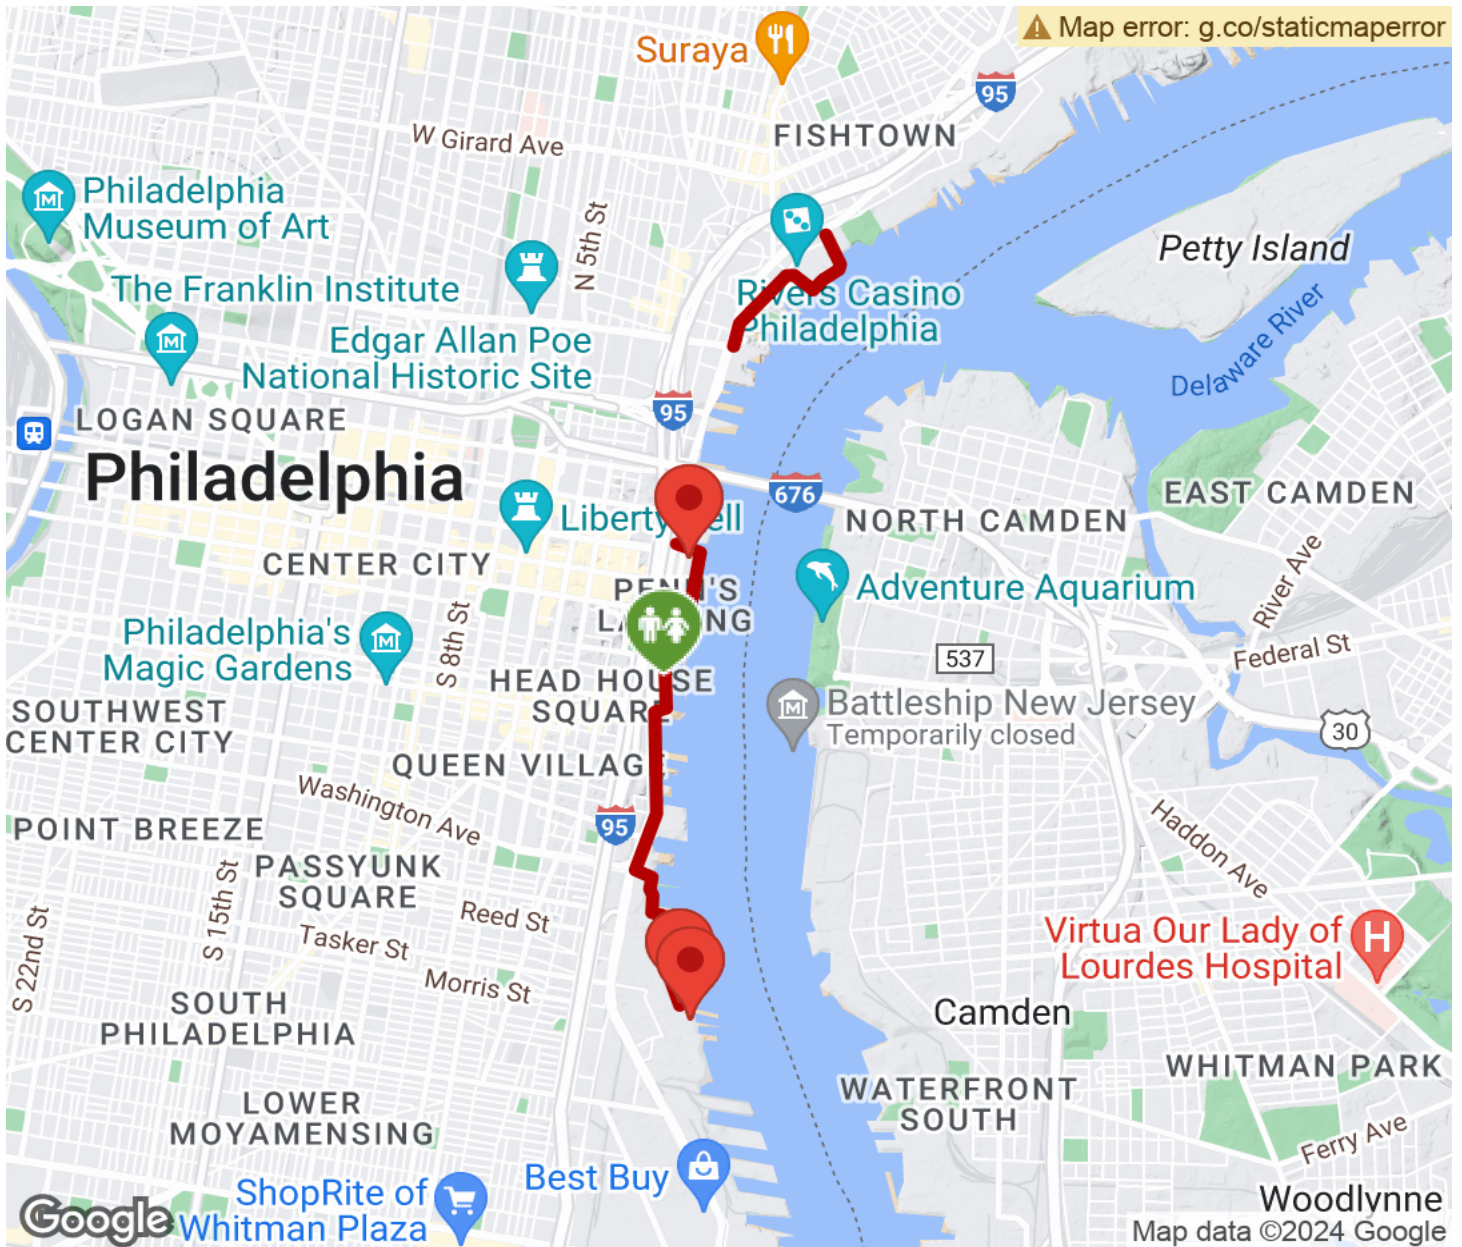 Map error: g.co/staticmaperror
Suraya
95
FISHTOWN
W Girard Ave
Philadelphia
Museum of Art
N 5th St
Petty Island
The Franklin Institute
Rivers Casino
Philadelphia
Delaware River
Edgar Allan Poe
National Historic Site
95
LOGAN SQUARE
Philadelphia
676
EAST CAMDEN
Liberty Bell
NORTH CAMDEN
CENTER CITY
PENN'S
LANDING
Adventure Aquarium
River Ave
Philadelphia's
Magic Gardens
S 8th St
537
Federal St
HEAD HOUSE
SQUARE
Battleship New Jersey
Temporarily closed
SOUTHWEST
CENTER CITY
30
QUEEN VILLAG
Washington Ave
95
POINT BREEZE
Haddon Ave
PASSYUNK
SQUARE
S 15th St
Reed St
Tasker St
S 22nd St
Virtua Our Lady of
Lourdes Hospital
H
Morris St
SOUTH
PHILADELPHIA
Camden
WHITMAN PARK
WATERFRONT
SOUTH
LOWER
MOYAMENSING
Ferry Ave
Best Buy
ShopRite of
Whitman Plaza
Woodlynne
Google
Map data ©2024 Google